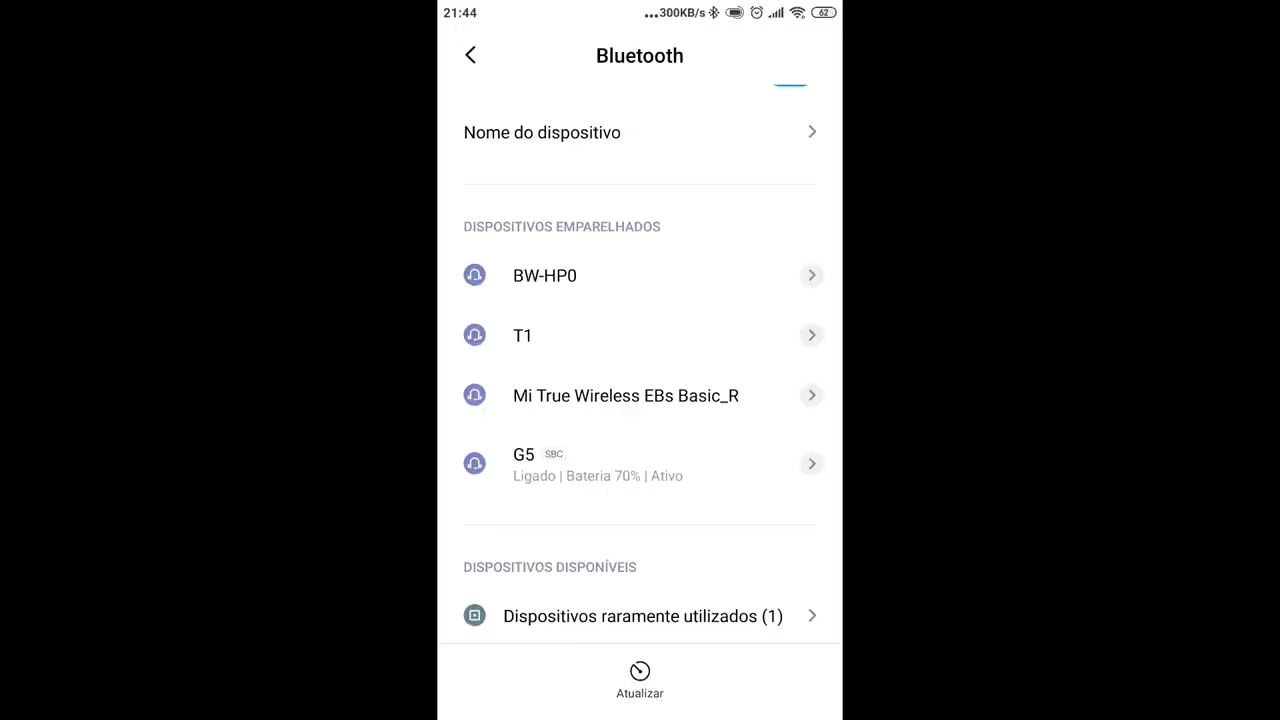 21:44
...300KB/s 62
Bluetooth
Nome do dispositivo
DISPOSITIVOS EMPARELHADOS
BW-HP0
T1
Mi True Wireless EBs Basic_R
G5 SBC
Ligado | Bateria 70% | Ativo
DISPOSITIVOS DISPONÍVEIS
Dispositivos raramente utilizados (1)
Atualizar